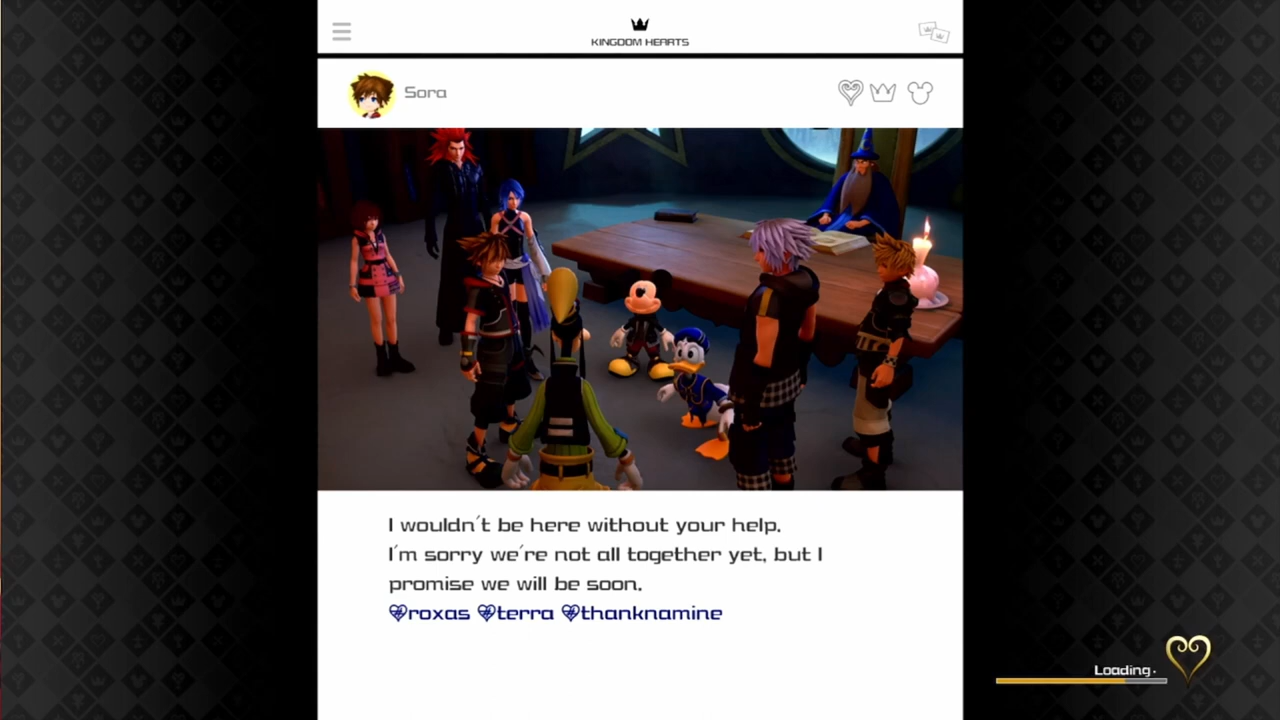 KINGDOM HEARTS
Sora
I wouldn't be here without your help.
I'm sorry we're not all together yet, but I
promise we will be soon.
#roxas #terra #thanknamine
Loading.